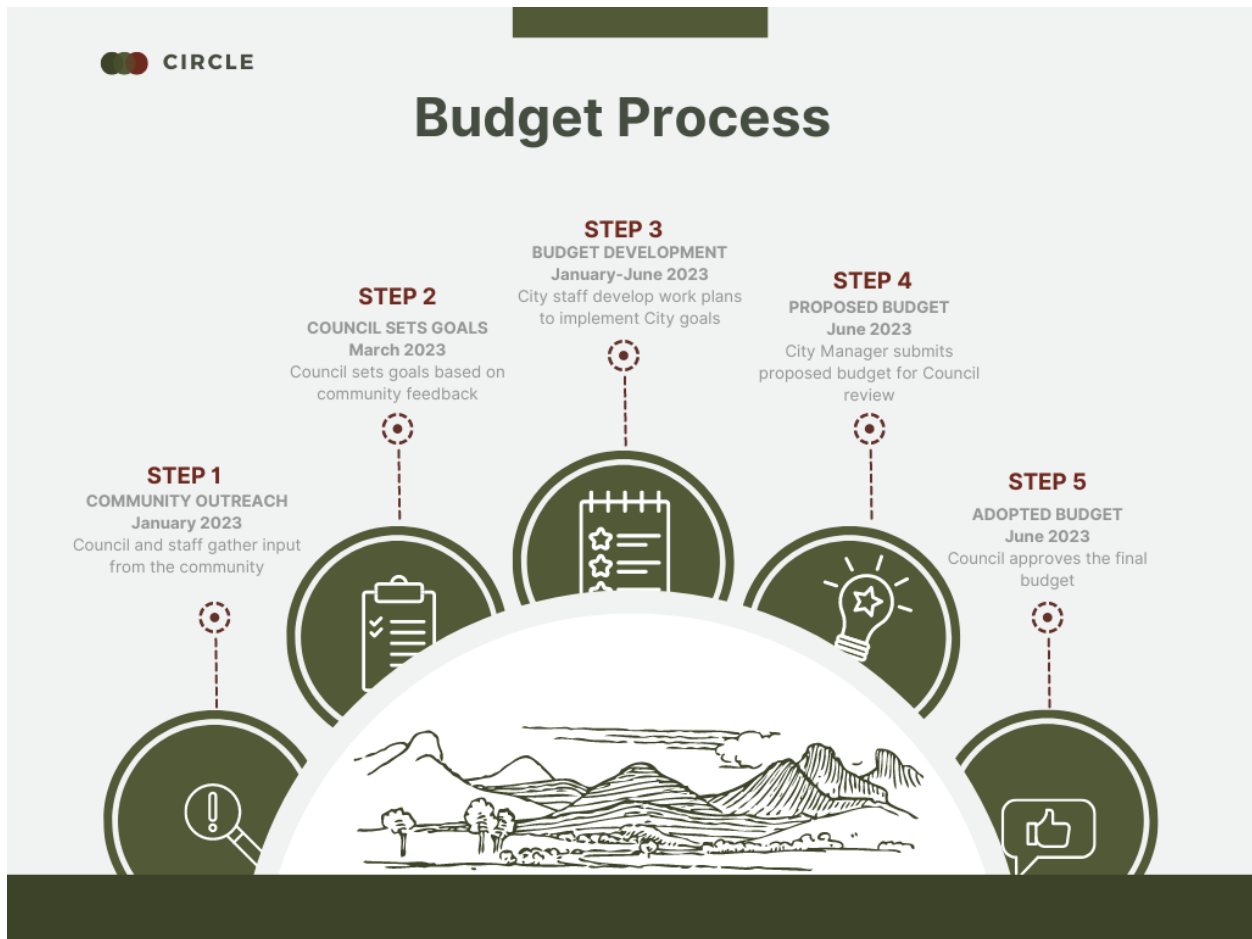 CIRCLE
Budget Process
STEP 1
COMMUNITY OUTREACH
January 2023
Council and staff gather input
from the community
STEP 2
COUNCIL SETS GOALS
March 2023
Council sets goals based on
community feedback
STEP 3
BUDGET DEVELOPMENT
January-June 2023
City staff develop work plans
to implement City goals
STEP 4
PROPOSED BUDGET
June 2023
City Manager submits
proposed budget for Council
review
STEP 5
ADOPTED BUDGET
June 2023
Council approves the final
budget